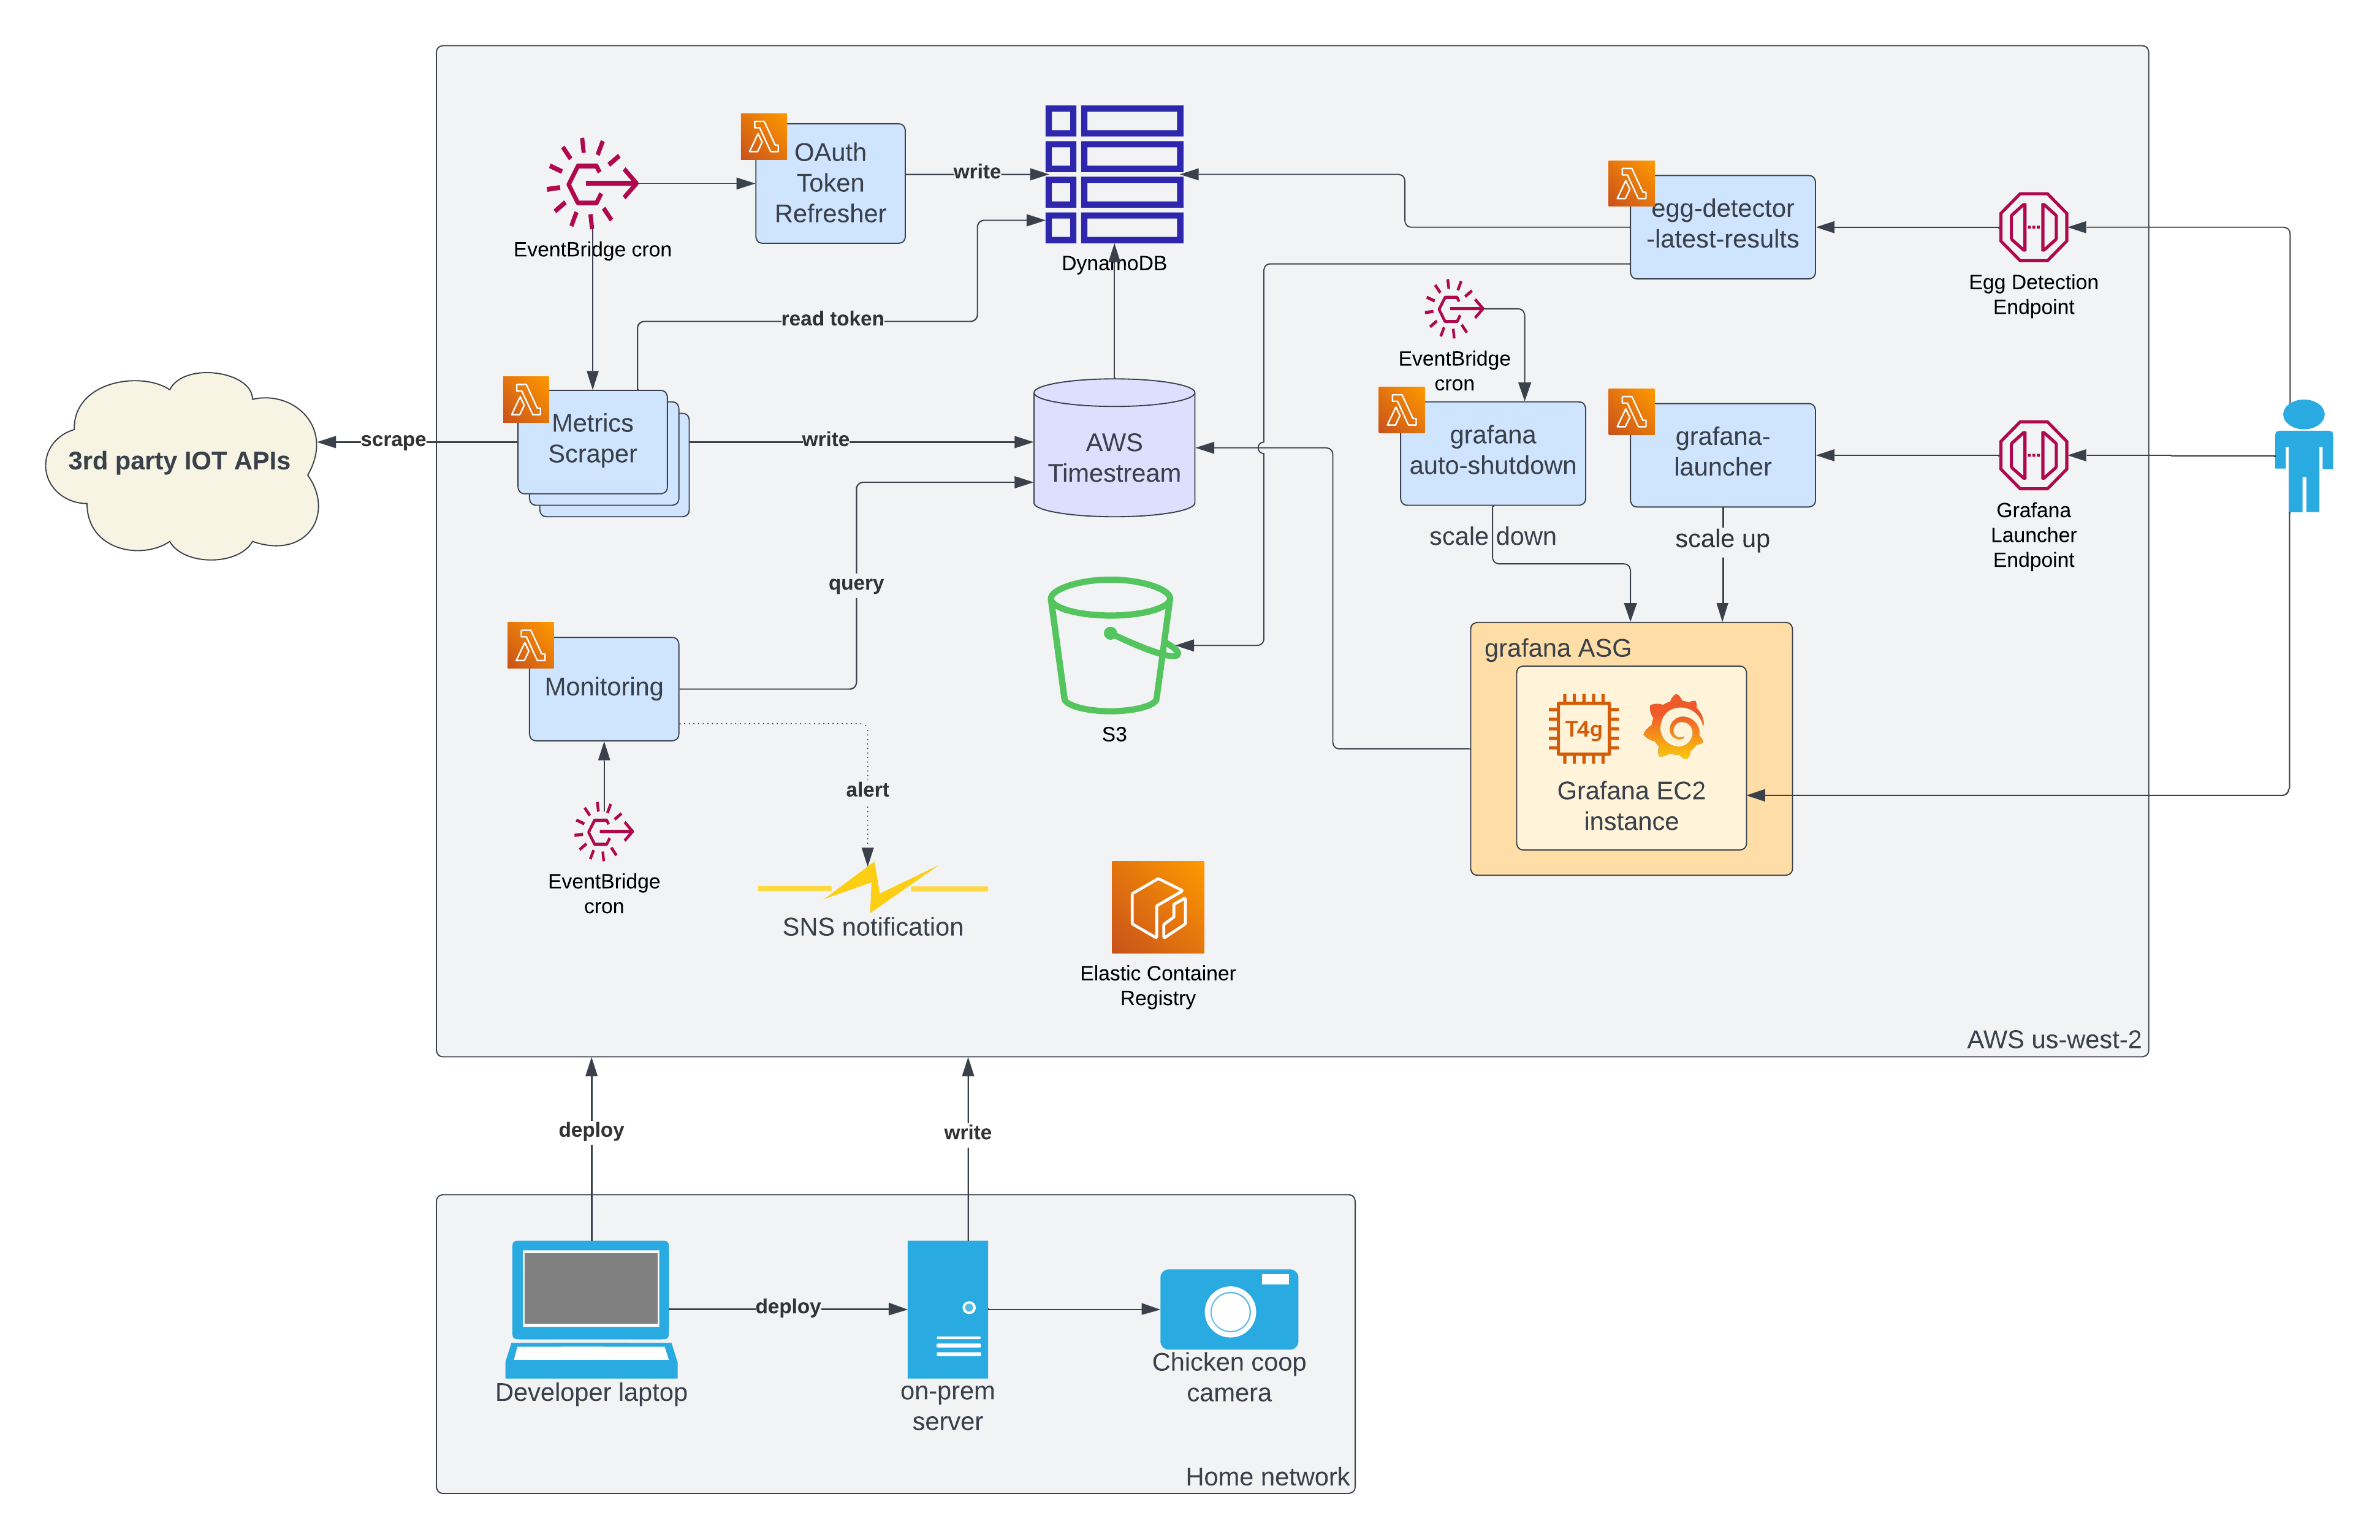 OAuth
Token
Refresher
write
EventBridge cron
DynamoDB
egg-detector
-latest-results
Egg Detection
Endpoint
read token
EventBridge
cron
3rd party IOT APIs
scrape
Metrics
Scraper
write
AWS
Timestream
grafana
auto-shutdown
grafana-
launcher
Grafana
Launcher
Endpoint
scale down
scale up
query
Monitoring
S3
grafana ASG
T4g
Grafana EC2
instance
alert
EventBridge
cron
SNS notification
Elastic Container
Registry
AWS us-west-2
deploy
write
deploy
Developer laptop
on-prem
server
Chicken coop
camera
Home network